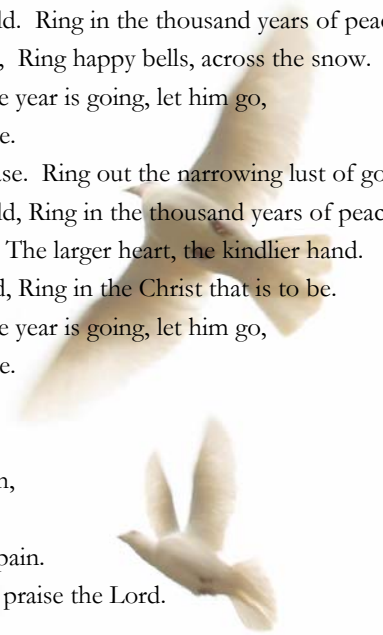 ld. Ring in the thousand years of peac
, Ring happy bells, across the snow.
e year is going, let him go,
e.
ase. Ring out the narrowing lust of go
ld, Ring in the thousand years of peac
The larger heart, the kindlier hand.
d, Ring in the Christ that is to be.
e year is going, let him go,
e.
n,
pain.
praise the Lord.